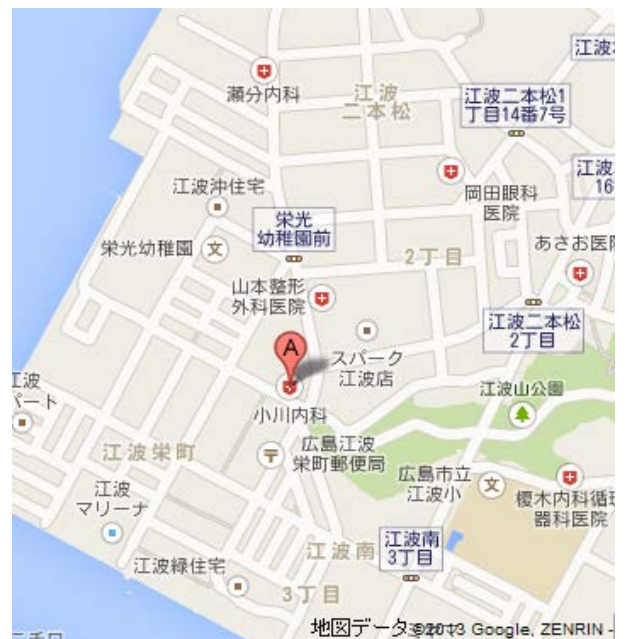 江波
瀬分内科
江波
二本松
江波二本松1
丁目14番7号
江波
16
岡田眼科
医院
江波沖住宅
栄光
幼稚園前
栄光幼稚園
文
2丁目
あさお医
山本整形
外科医院
江波二本松
2丁目
A
スパーク
江波店
江波
パート
小川内科
江波山公園
広島江波
栄町郵便局
江波栄町
広島市立
江波小
文
江波
マリーナ
榎木内科循環
器科医院
江波南
3丁目
江波南
江波緑住宅
3丁目
地図データ ©2013 Google, ZENRIN -